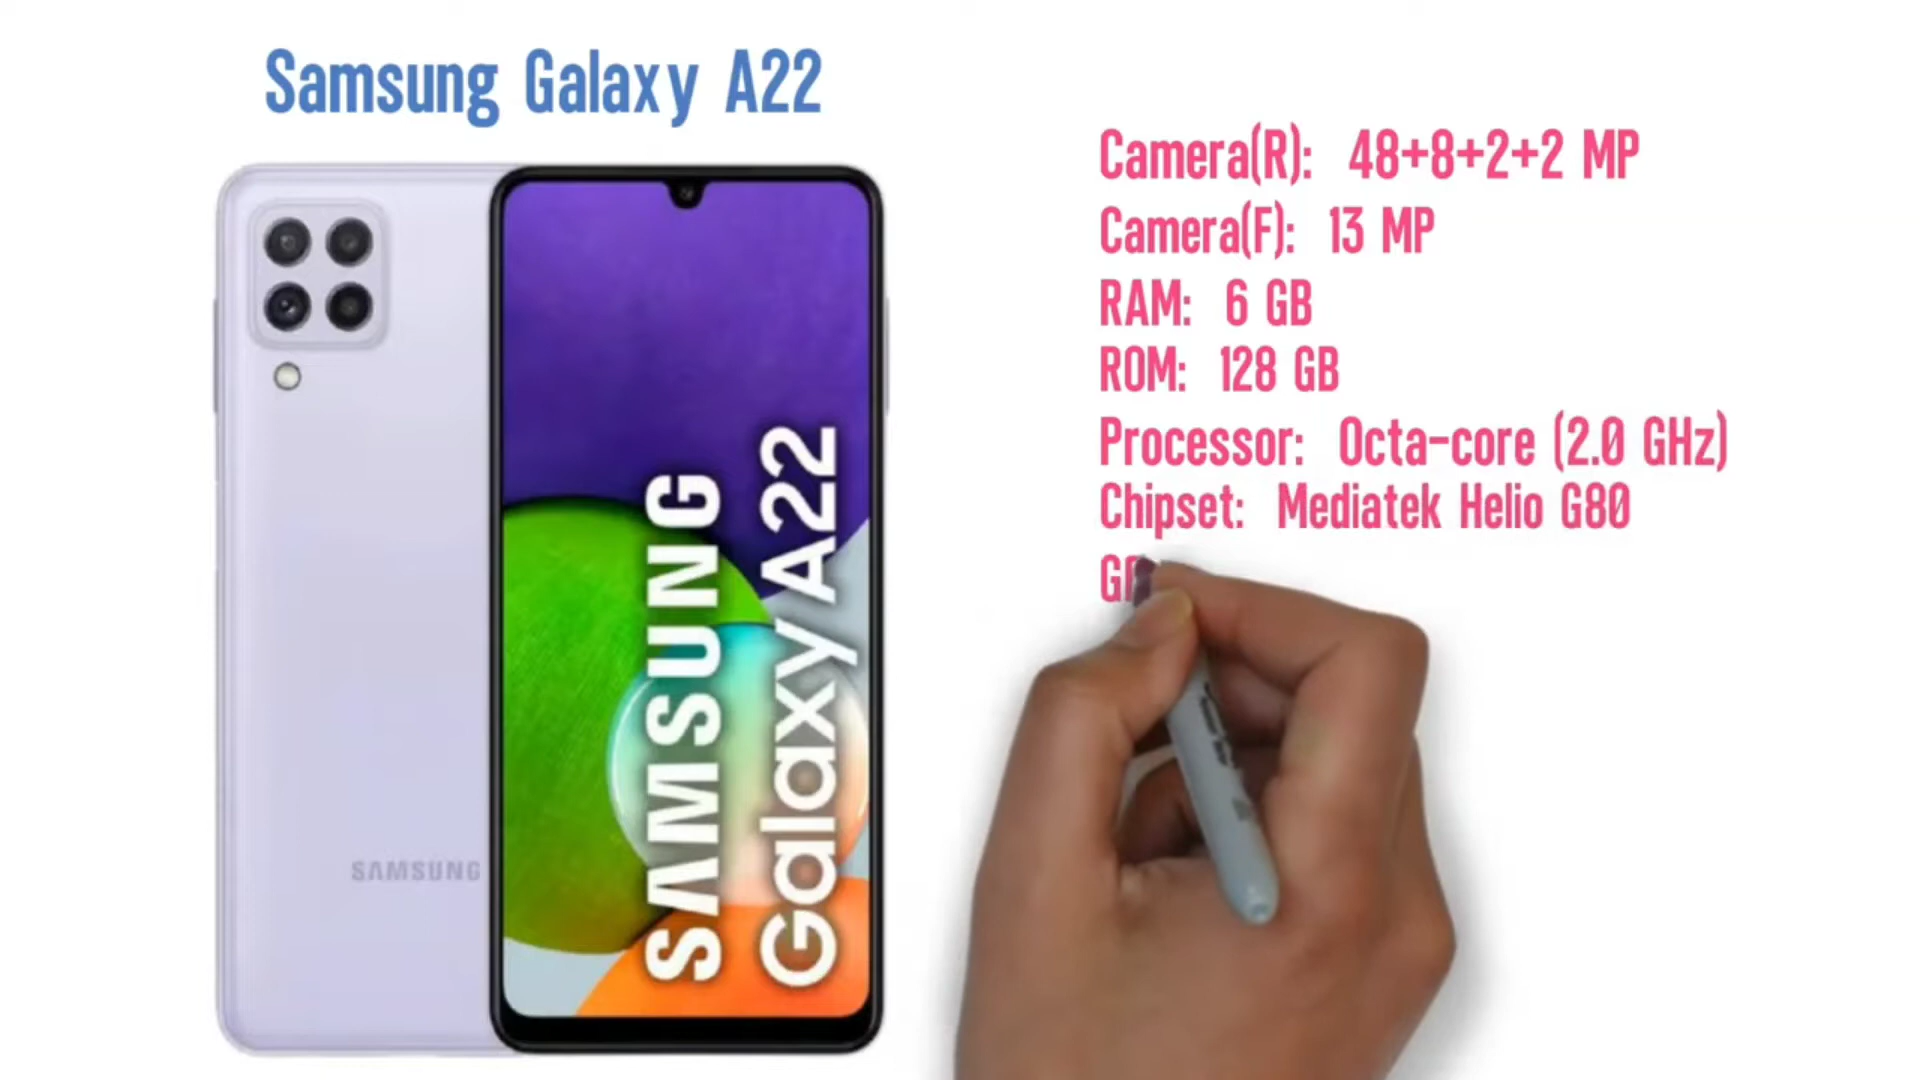 Samsung Galaxy A22
Camera(R): 48+8+2+2 MP
Camera(F): 13 MP
RAM: 6 GB
ROM: 128 GB
Processor: Octa-core (2.0 GHz)
Chipset: Mediatek Helio G80
SAMSUNG
Galaxy A22
SAMSUNG